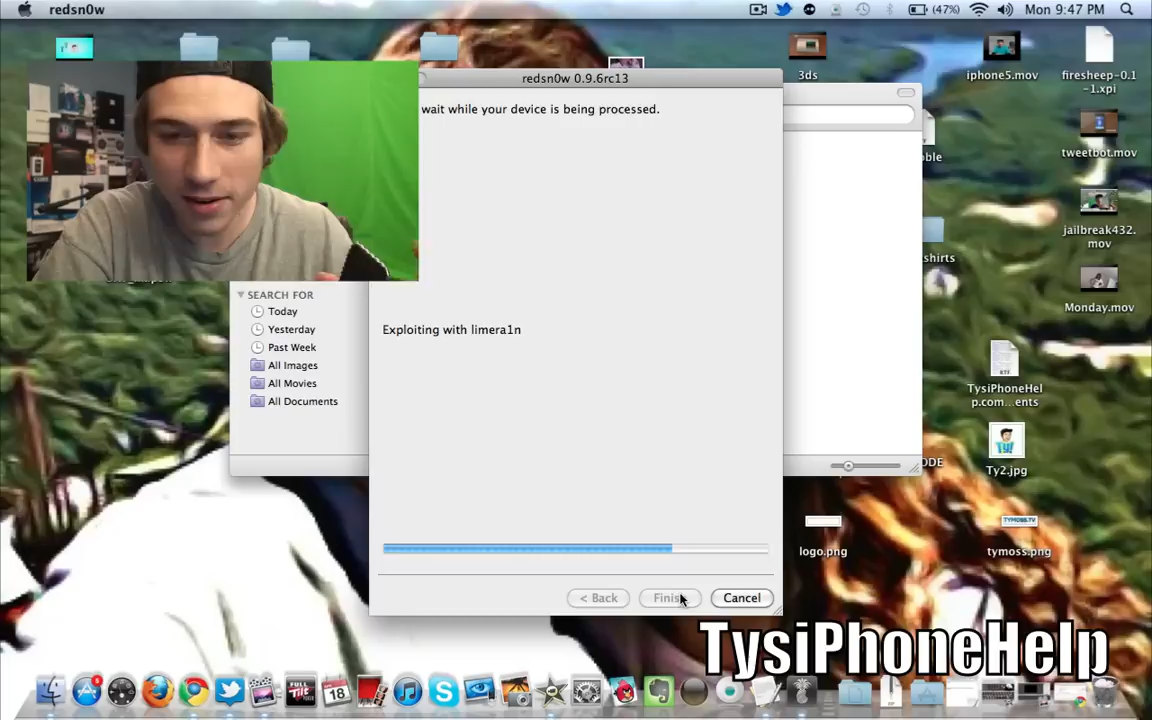 redsn0w
(47%)
Mon 9:47 PM
redsn0w 0.9.6rc13
wait while your device is being processed.
3ds
iphone5.mov
firesheep-0.1
-1.xpi
tweetbot.mov
jailbreak432.
mov
Monday.mov
SEARCH FOR
Today
Yesterday
Past Week
All Images
All Movies
All Documents
Exploiting with limera1n
TysiPhoneHel
p.com...ents
Ty2.jpg
logo.png
tymoss.png
< Back
Cancel
TysiPhoneHelp
FULL
TILT
18